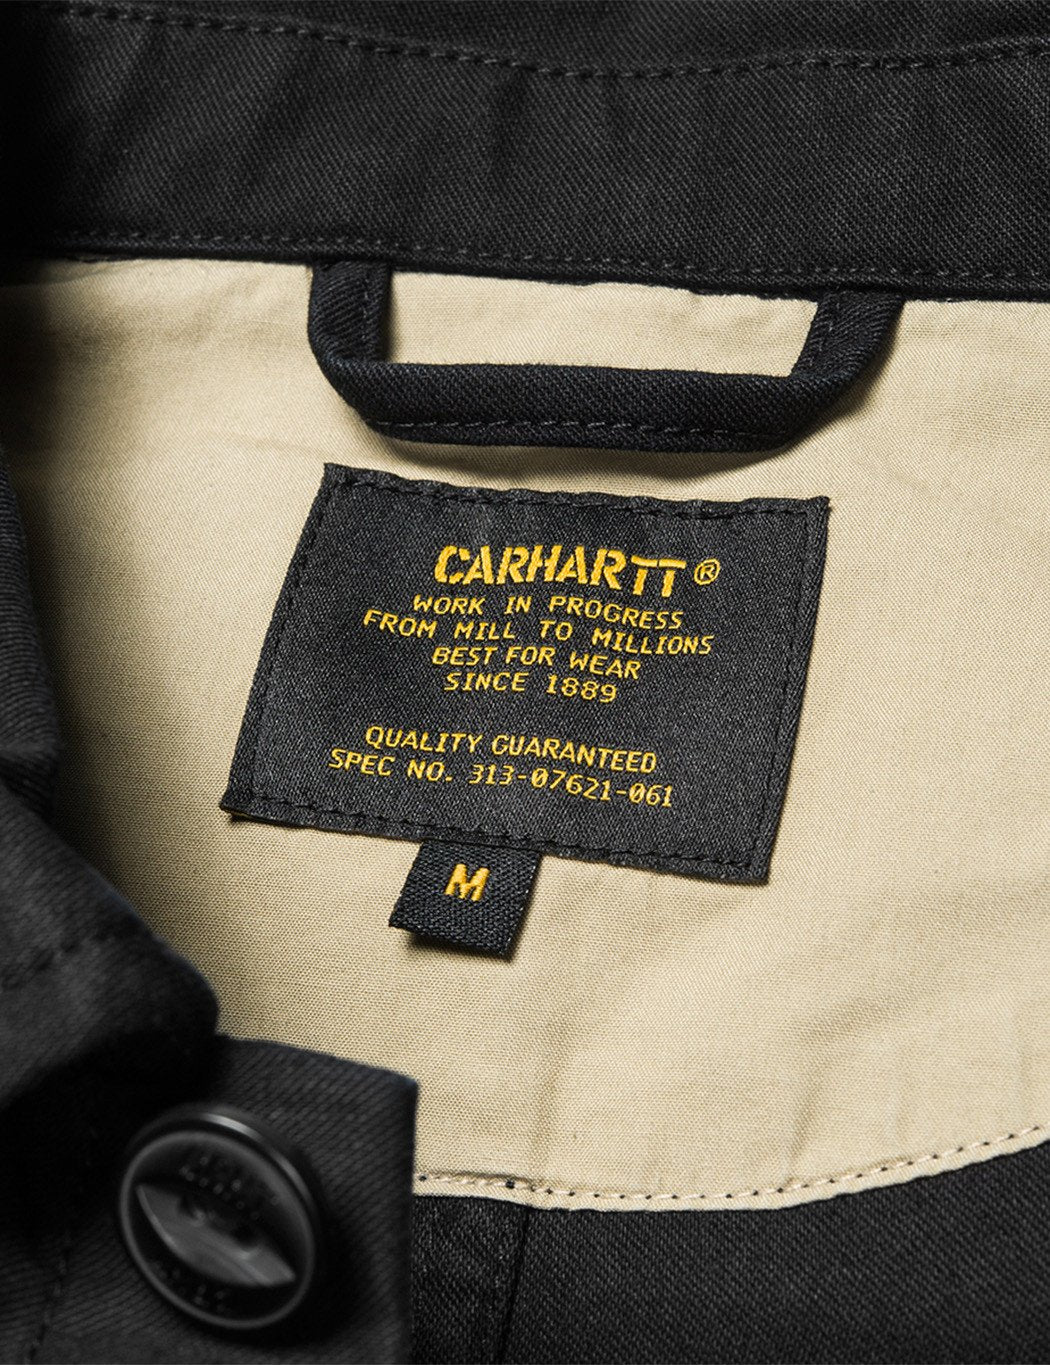 CARHARTT®
WORK IN PROGRESS
FROM MILL TO MILLIONS
BEST FOR WEAR
SINCE 1889
QUALITY GUARANTEED
SPEC NO. 313-07621-061
M